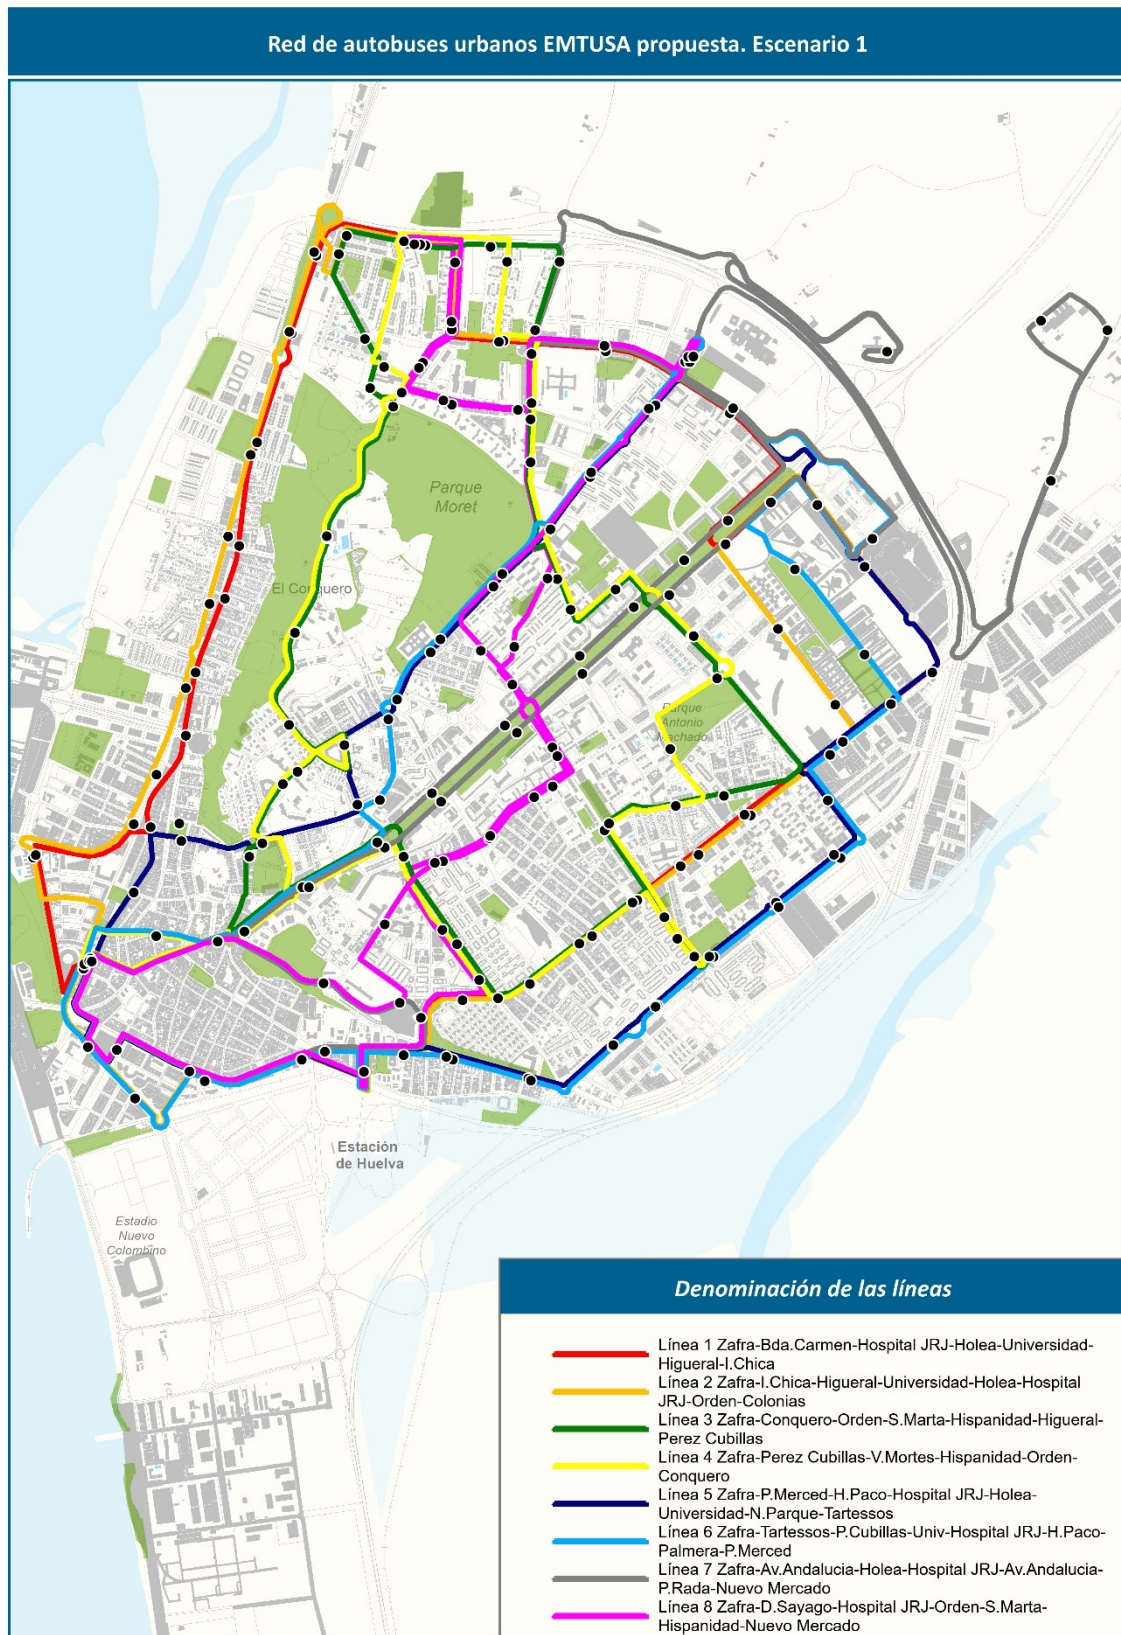 Red de autobuses urbanos EMTUSA propuesta. Escenario 1
Parque
Moret
El Conquero
Parque
Antonio
Machado
Estación
de Huelva
Estadio
Nuevo
Colombino
Denominación de las líneas
Línea 1 Zafra-Bda.Carmen-Hospital JRJ-Holea-Universidad-
Higueral-I.Chica
Línea 2 Zafra-I.Chica-Higueral-Universidad-Holea-Hospital
JRJ-Orden-Colonias
Línea 3 Zafra-Conquero-Orden-S.Marta-Hispanidad-Higueral-
Perez Cubillas
Línea 4 Zafra-Perez Cubillas-V.Mortes-Hispanidad-Orden-
Conquero
Línea 5 Zafra-P.Merced-H.Paco-Hospital JRJ-Holea-
Universidad-N.Parque-Tartessos
Línea 6 Zafra-Tartessos-P.Cubillas-Univ-Hospital JRJ-H.Paco-
Palmera-P.Merced
Línea 7 Zafra-Av.Andalucia-Holea-Hospital JRJ-Av.Andalucia-
P.Rada-Nuevo Mercado
Línea 8 Zafra-D.Sayago-Hospital JRJ-Orden-S.Marta-
Hispanidad-Nuevo Mercado